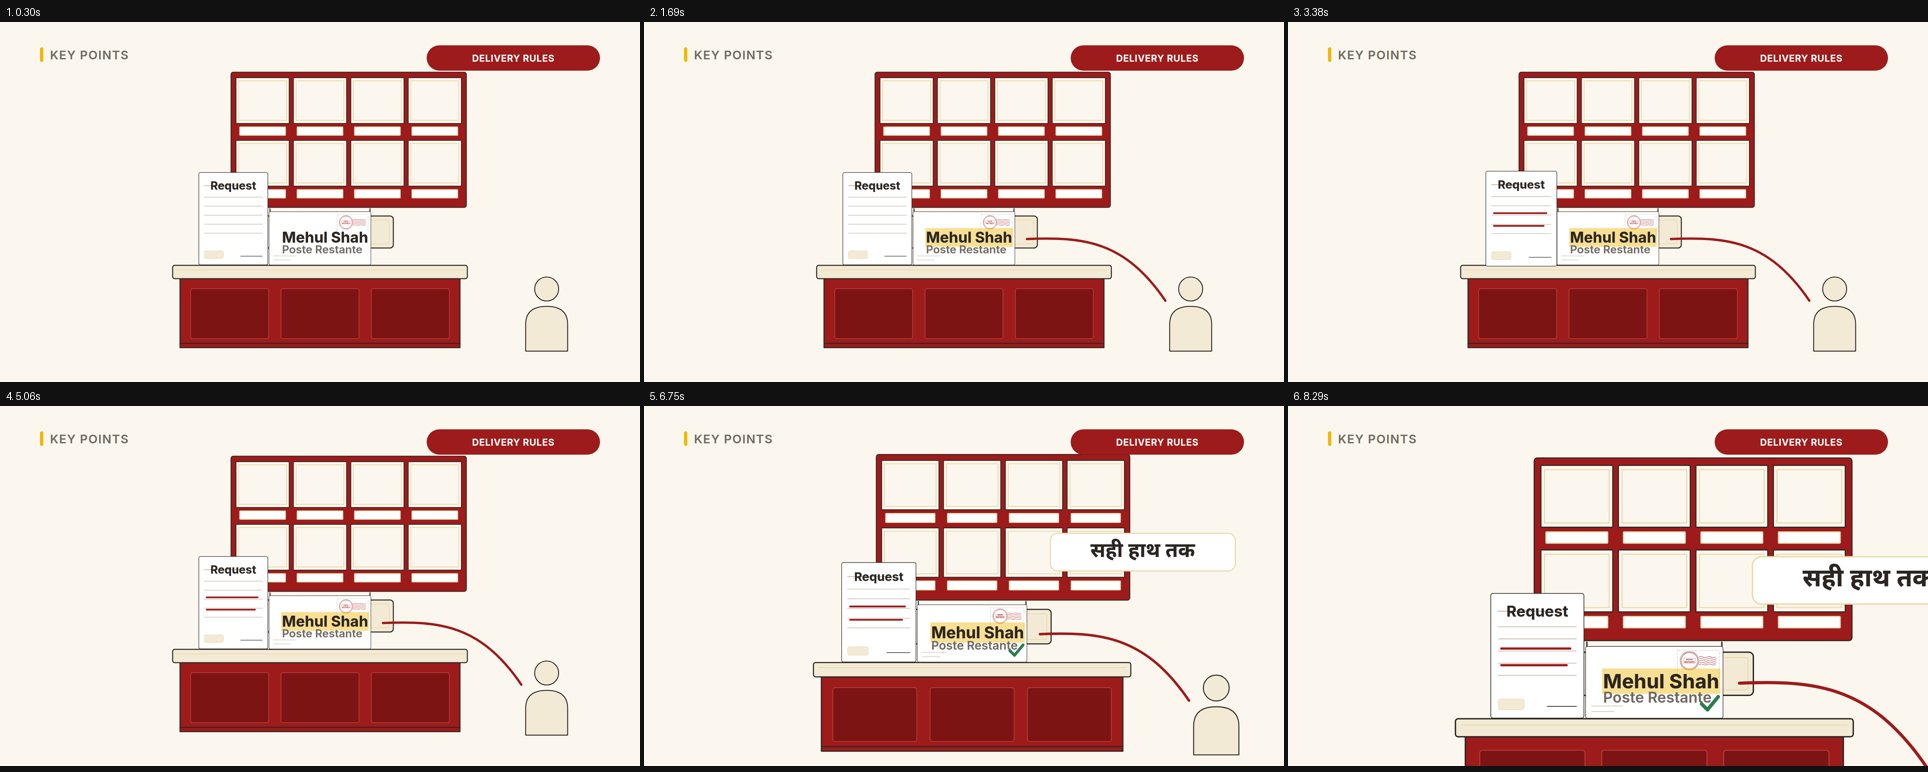 1. 0.30s
KEY POINTS
DELIVERY RULES
Request
Mehul Shah
Poste Restante
2. 1.69s
KEY POINTS
DELIVERY RULES
Request
Mehul Shah
Poste Restante
3. 3.38s
KEY POINTS
DELIVERY RULES
Request
Mehul Shah
Poste Restante
4. 5.06s
KEY POINTS
DELIVERY RULES
Request
Mehul Shah
Poste Restante
5. 6.75s
KEY POINTS
DELIVERY RULES
सही हाथ तक
Request
Mehul Shah
Poste Restante
6. 8.29s
KEY POINTS
DELIVERY RULES
सही हाथ तक
Request
Mehul Shah
Poste Restante